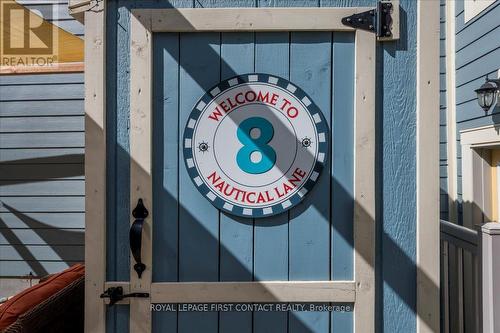 REALTOR®
WELCOME TO
8
NAUTICAL LANE
ROYAL LEPAGE FIRST CONTACT REALTY, Brokerage